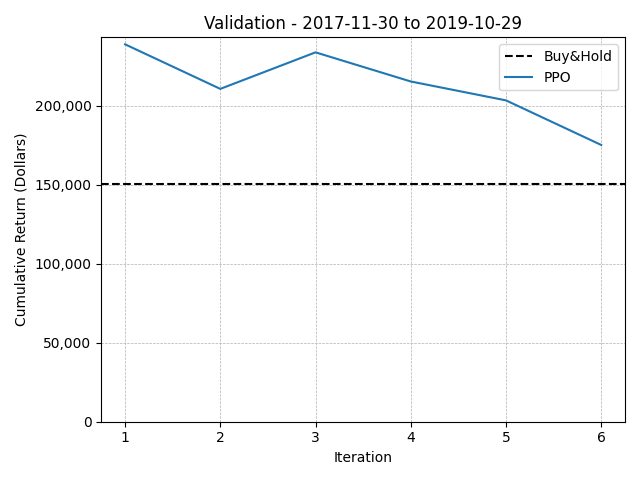 Validation - 2017-11-30 to 2019-10-29
Buy&Hold
PPO
Cumulative Return (Dollars)
200,000
150,000
100,000
50,000
0
1 2 3 4 5 6
Iteration